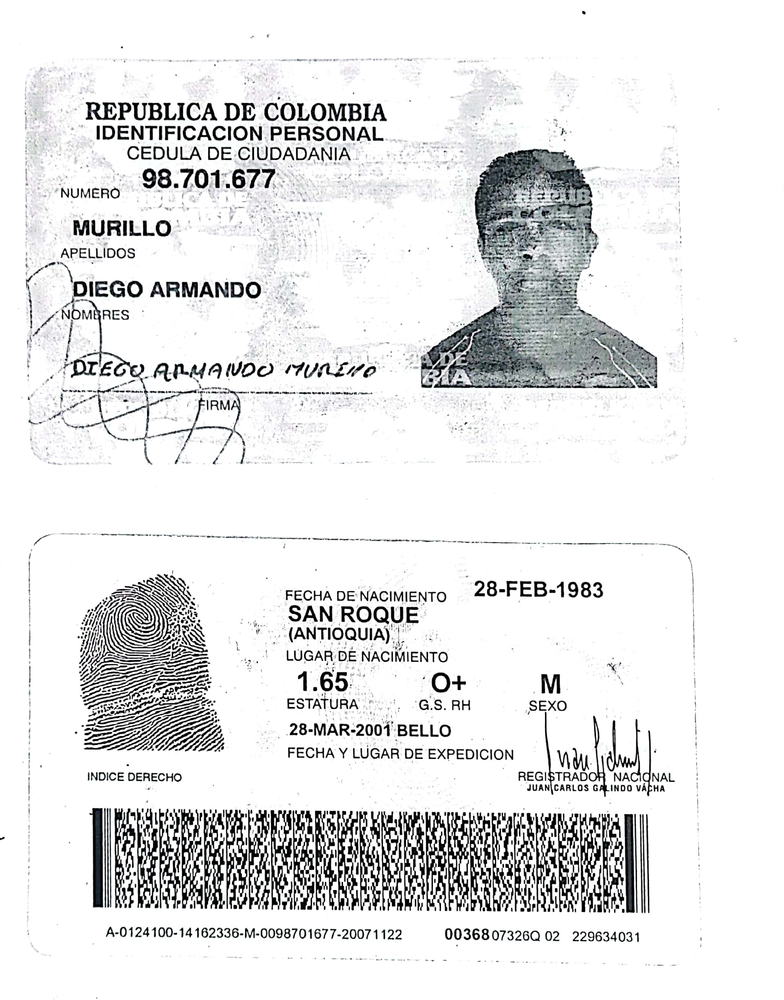 REPUBLICA DE COLOMBIA
IDENTIFICACION PERSONAL
CEDULA DE CIUDADANIA
98.701.677
NUMERO
MURILLO
APELLIDOS
DIEGO ARMANDO
NOMBRES
DIEGO ARMANDO MURILLO
FIRMA
28-FEB-1983
FECHA DE NACIMIENTO
SAN ROQUE
(ANTIOQUIA)
LUGAR DE NACIMIENTO
1.65 O+ M
ESTATURA G.S. RH SEXO
28-MAR-2001 BELLO
FECHA Y LUGAR DE EXPEDICION
INDICE DERECHO
REGISTRADOR NACIONAL
JUAN CARLOS GALINDO VÁCHA
A-0124100-14162336-M-0098701677-20071122 0036807326Q 02 229634031